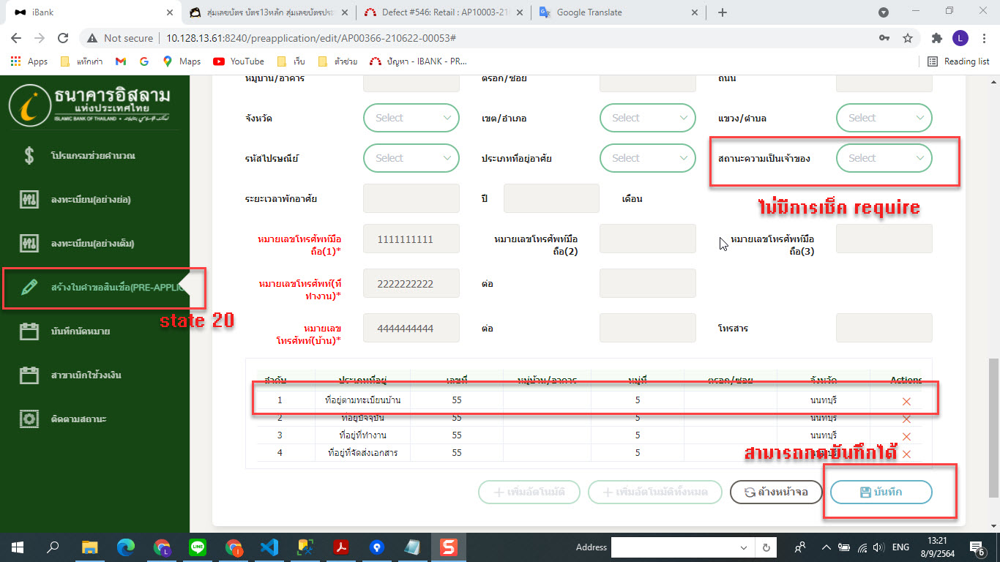 iBank
สุ่มเลขบัตร บัตร13หลัก สุ่มเลขบัตรประ
Defect #546: Retail : AP10003-21
Google Translate
Not secure
10.128.13.61:8240/preapplication/edit/AP00366-210622-00053#
L
Apps
แท๊กเก่า
Maps
YouTube
เว็บ
ตัวช่วย
ปัญหา - IBANK - PR...
Reading list
ธนาคารอิสลาม
แห่งประเทศไทย
ISLAMIC BANK OF THAILAND
โปรแกรมช่วยคำนวณ
ลงทะเบียน(อย่างย่อ)
ลงทะเบียน(อย่างเต็ม)
สร้างใบคำขอสินเชื่อ(PRE-APPLIC
state 20
บันทึกนัดหมาย
สาขาเบิกใช้วงเงิน
ติดตามสถานะ
หมู่บ้าน/อาคาร
ตรอก/ซอย
ถนน
จังหวัด
Select
เขต/อำเภอ
Select
แขวง/ตำบล
Select
รหัสไปรษณีย์
Select
ประเภทที่อยู่อาศัย
Select
สถานะความเป็นเจ้าของ
Select
ระยะเวลาพักอาศัย
ปี
เดือน
ไม่มีการเช็ค require
หมายเลขโทรศัพท์มือ
ถือ(1)*
1111111111
หมายเลขโทรศัพท์มือ
ถือ(2)
หมายเลขโทรศัพท์มือ
ถือ(3)
หมายเลขโทรศัพท์(ที่
ทำงาน)*
2222222222
ต่อ
หมายเลข
โทรศัพท์(บ้าน)*
4444444444
ต่อ
โทรสาร
ลำดับ ประเภทที่อยู่ เลขที่ หมู่บ้าน/อาคาร หมู่ที่ ตรอก/ซอย จังหวัด Actions
1 ที่อยู่ตามทะเบียนบ้าน 55 5 นนทบุรี
2 ที่อยู่ปัจจุบัน 55 5 นนทบุรี
3 ที่อยู่ที่ทำงาน 55 5 นนทบุรี
4 ที่อยู่ที่จัดส่งเอกสาร 55 5 นนทบุรี
สามารถกดบันทึกได้
เพิ่มอัตโนมัติ
เพิ่มอัตโนมัติทั้งหมด
ล้างหน้าจอ
บันทึก
Address
ENG
13:21
8/9/2564
6